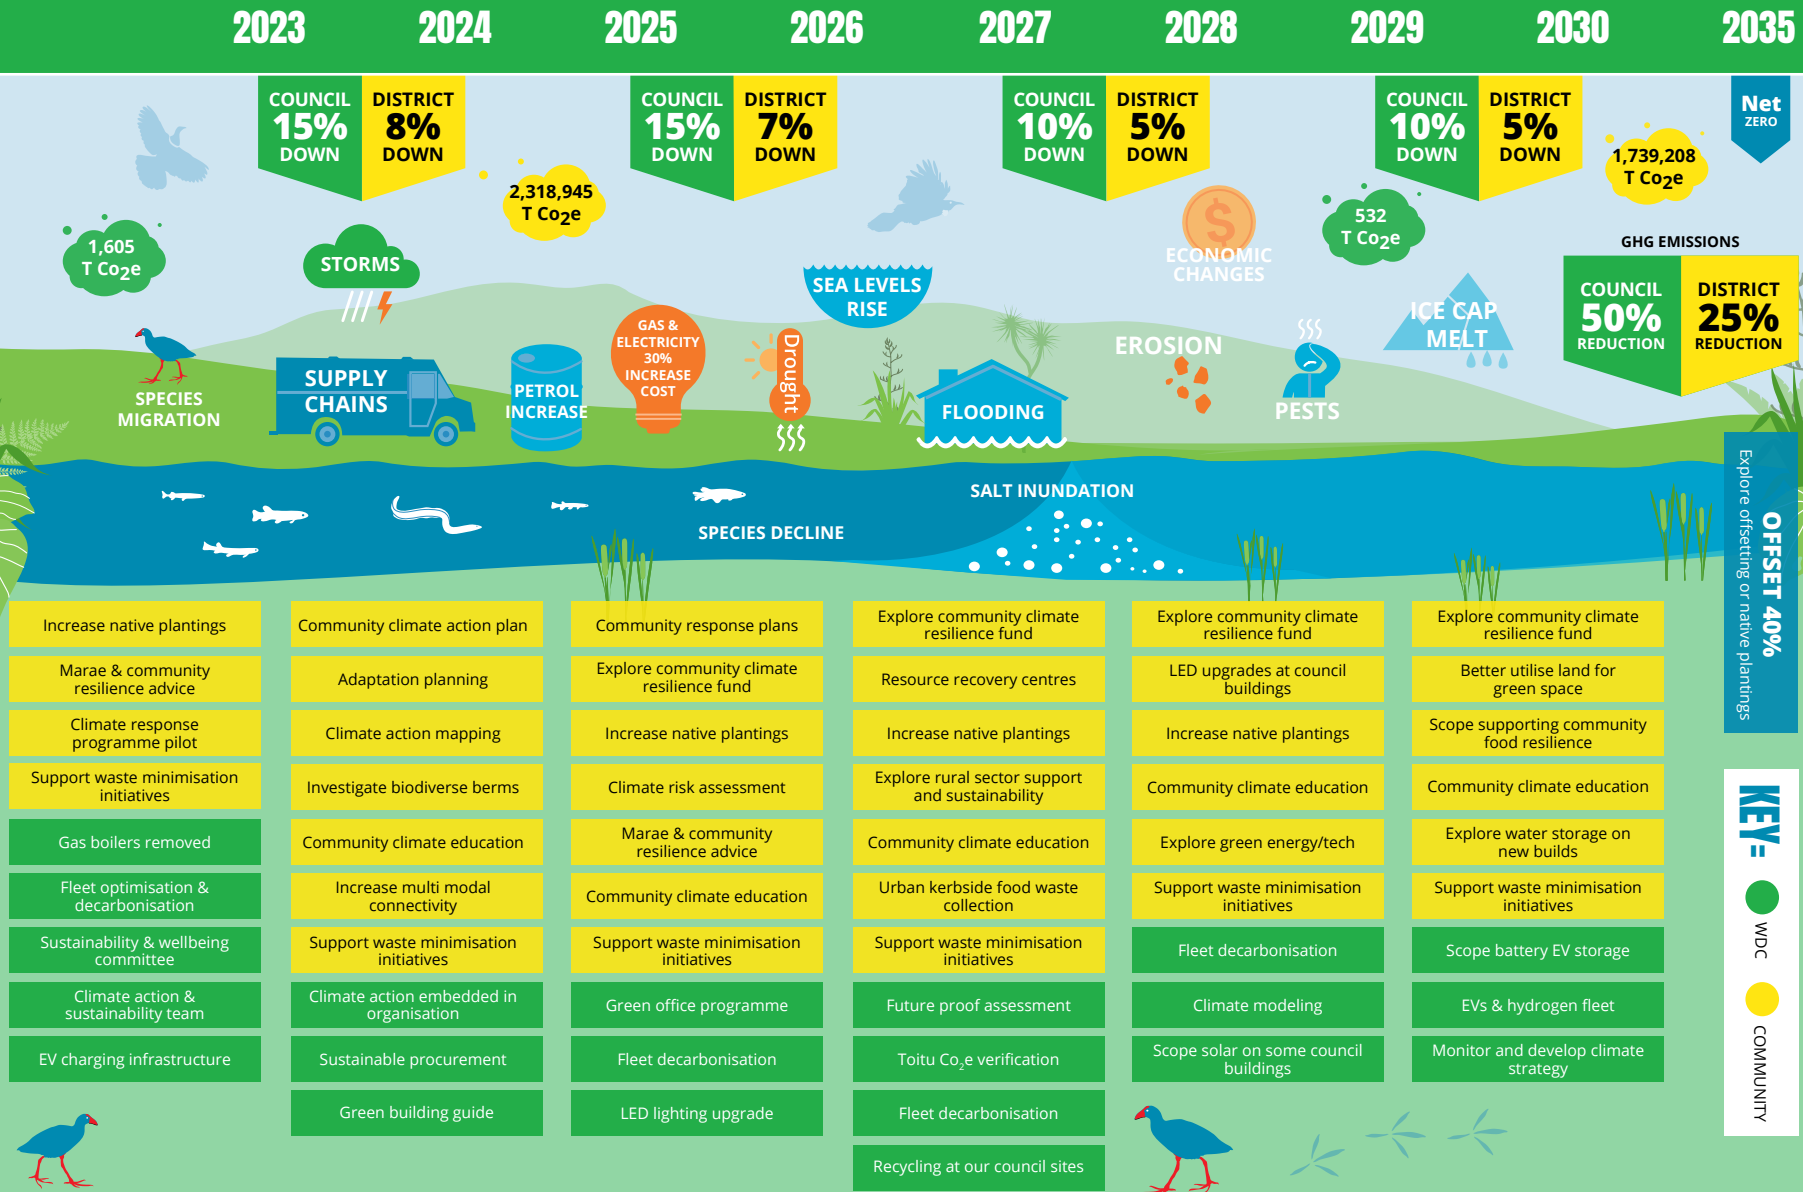 2023
2024
2025
2026
2027
2028
2029
2030
2035
COUNCIL
15%
DOWN
DISTRICT
8%
DOWN
COUNCIL
15%
DOWN
DISTRICT
7%
DOWN
COUNCIL
10%
DOWN
DISTRICT
5%
DOWN
COUNCIL
10%
DOWN
DISTRICT
5%
DOWN
Net
ZERO
1,605
T Co2e
2,318,945
T Co2e
532
T Co2e
1,739,208
T Co2e
GHG EMISSIONS
COUNCIL
50%
REDUCTION
DISTRICT
25%
REDUCTION
STORMS
SEA LEVELS
RISE
ECONOMIC
CHANGES
ICE CAP
MELT
SPECIES
MIGRATION
SUPPLY
CHAINS
PETROL
INCREASE
GAS &
ELECTRICITY
30%
INCREASE
COST
Drought
FLOODING
EROSION
PESTS
SPECIES DECLINE
SALT INUNDATION
OFFSET 40%
Explore offsetting or native plantings
Increase native plantings
Marae & community
resilience advice
Climate response
programme pilot
Support waste minimisation
initiatives
Gas boilers removed
Fleet optimisation &
decarbonisation
Sustainability & wellbeing
committee
Climate action &
sustainability team
EV charging infrastructure
Community climate action plan
Adaptation planning
Climate action mapping
Investigate biodiverse berms
Community climate education
Increase multi modal
connectivity
Support waste minimisation
initiatives
Climate action embedded in
organisation
Sustainable procurement
Green building guide
Community response plans
Explore community climate
resilience fund
Increase native plantings
Climate risk assessment
Marae & community
resilience advice
Community climate education
Support waste minimisation
initiatives
Green office programme
Fleet decarbonisation
LED lighting upgrade
Explore community climate
resilience fund
Resource recovery centres
Increase native plantings
Explore rural sector support
and sustainability
Community climate education
Urban kerbside food waste
collection
Support waste minimisation
initiatives
Future proof assessment
Toitu Co2e verification
Fleet decarbonisation
Recycling at our council sites
Explore community climate
resilience fund
LED upgrades at council
buildings
Increase native plantings
Community climate education
Explore green energy/tech
Support waste minimisation
initiatives
Fleet decarbonisation
Climate modeling
Scope solar on some council
buildings
Explore community climate
resilience fund
Better utilise land for
green space
Scope supporting community
food resilience
Community climate education
Explore water storage on
new builds
Support waste minimisation
initiatives
Scope battery EV storage
EVs & hydrogen fleet
Monitor and develop climate
strategy
KEY=
WDC
COMMUNITY